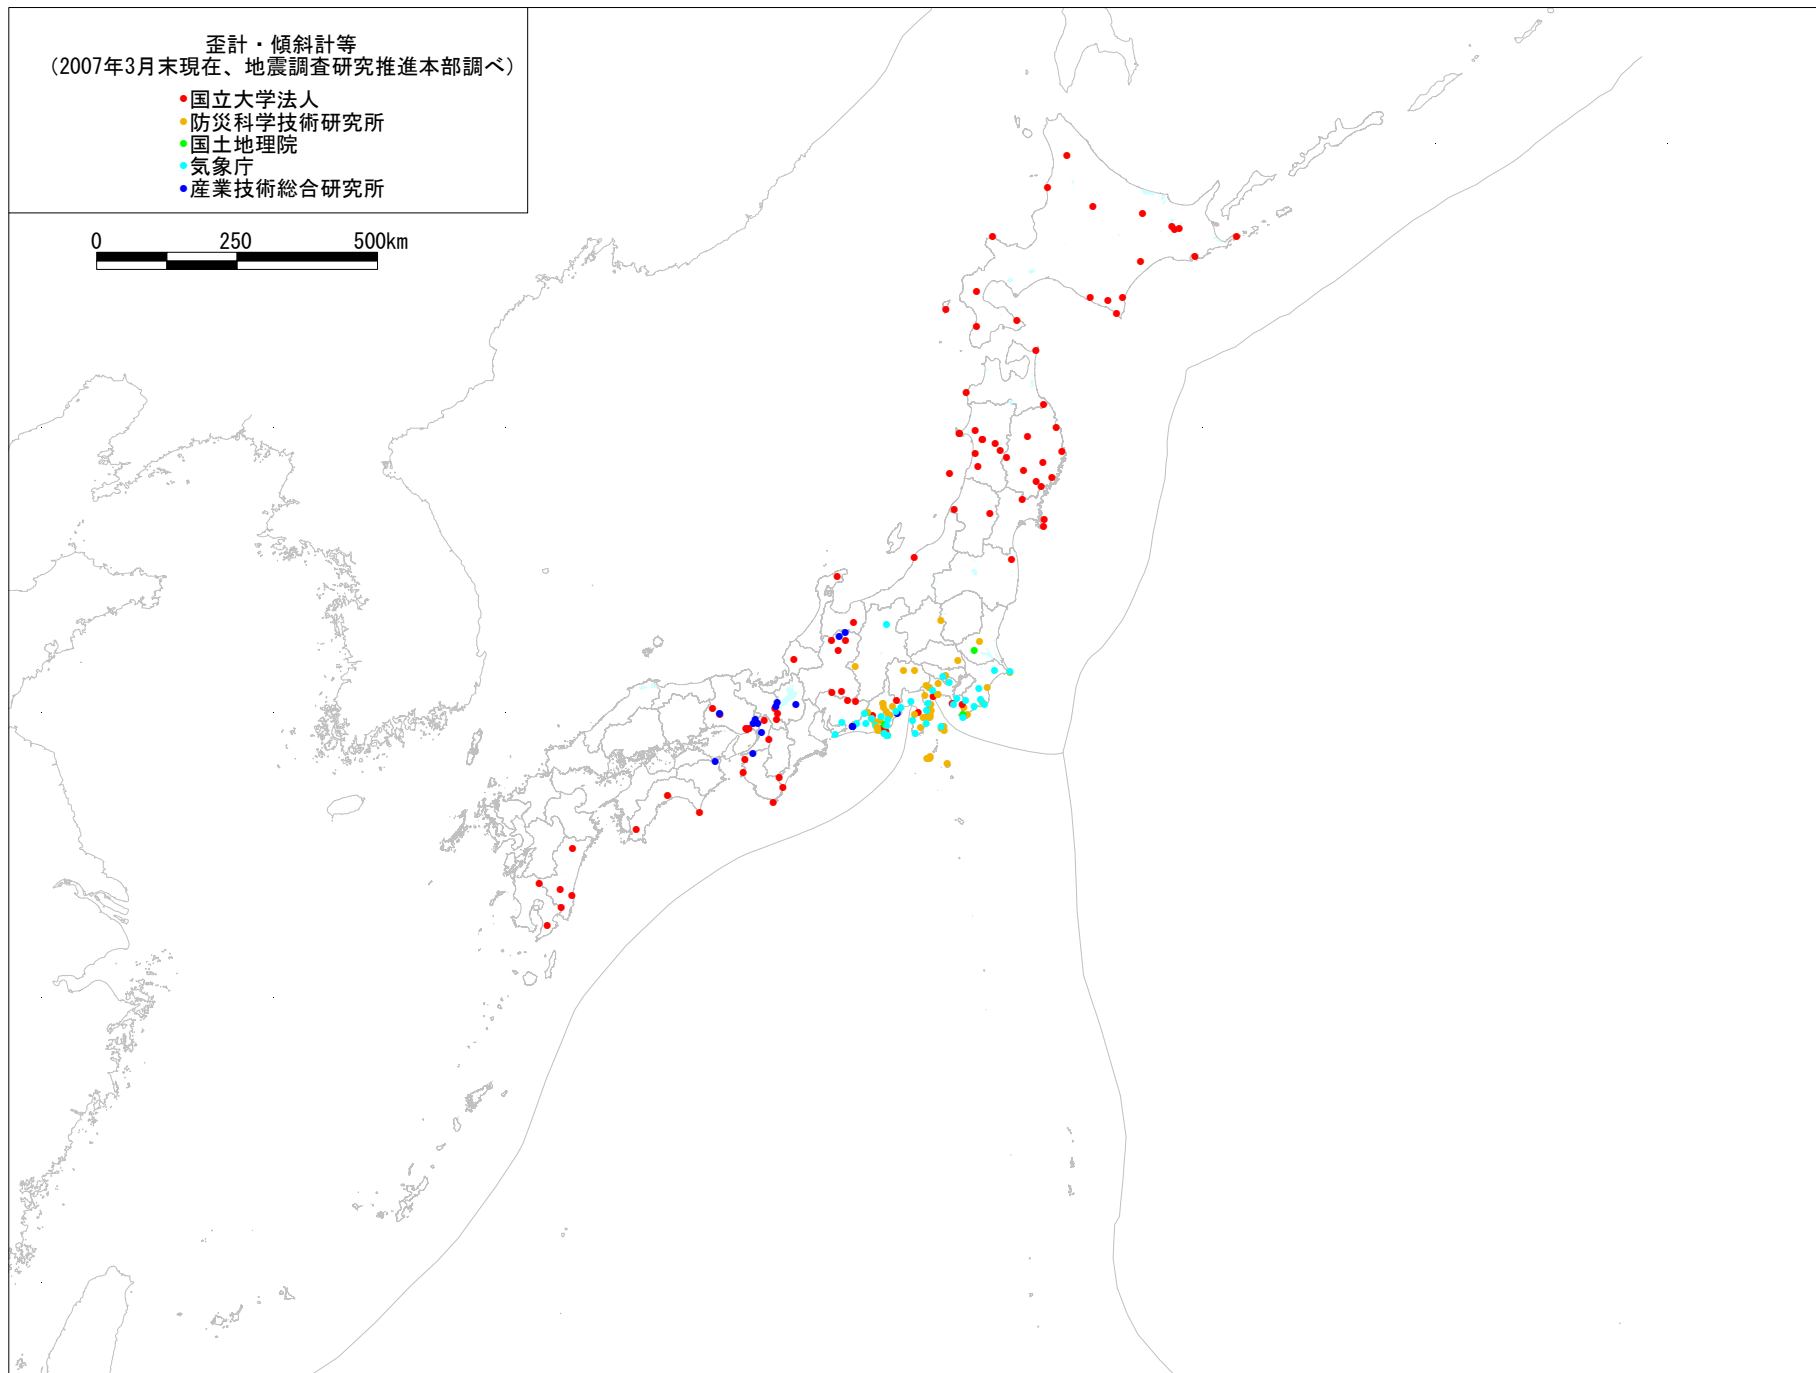 歪計・傾斜計等
（2007年3月末現在、地震調査研究推進本部調べ）
国立大学法人
防災科学技術研究所
国土地理院
気象庁
産業技術総合研究所
0 250 500km